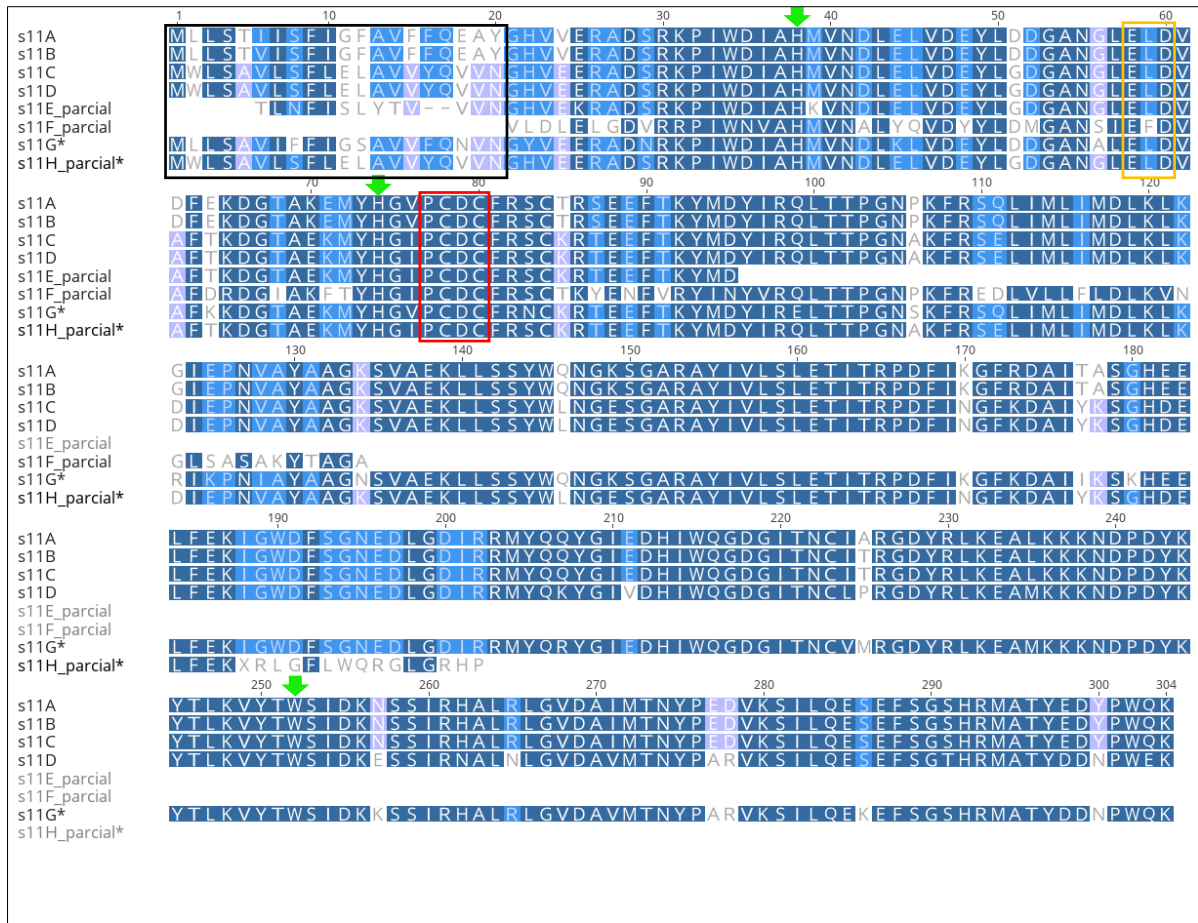 1 10 20 30 40 50 60
s11A MLLSTIISFIGFAVFFQEAYGHVVERADSRKPIWDIAHMVNDLELVDEYLDDGANGLELDV
s11B MLLSTVISFIGFAVFFQEAYGHVVERADSRKPIWDIAHMVNDLELVDEYLDDGANGLELDV
s11C MWLSAVLSFLELAVVYQVVNGHVEERADSRKPIWDIAHMVNDLELVDEYLGDGANGLELDV
s11D MWLSAVLSFLELAVVYQVVNGHVEERADSRKPIWDIAHMVNDLELVDEYLGDGANGLELDV
s11E_parcial TLNFISLYTV--VVNGHVEKRADSRKPIWDIAHKVNDLELVDEYLGDGANGLELDV
s11F_parcial VLDLELGDVRRPIWNVAHMVNALYQVDYYLDMGANSIEFDV
s11G* MLLSAVIFFIGSAVFFQNVNGYVEERADNRKPIWDIAHMVNDLKLVDEYLDDGANALELDV
s11H_parcial* MWLSAVLSFLELAVVYQVVNGHVEERADSRKPIWDIAHMVNDLELVDEYLGDGANGLELDV
70 80 90 100 110 120
s11A DFEKDGTAKEMYHGVPCDCFRSCTRSEEFTKYMDYIRQLTTPGNPKFRSQLIMLIMDLKLK
s11B DFEKDGTAKEMYHGVPCDCFRSCTRSEEFTKYMDYIRQLTTPGNPKFRSQLIMLIMDLKLK
s11C AFTKDGTAEKMYHGIPCDCFRSCKRTEEFTKYMDYIRQLTTPGNAKFRSELIMLIMDLKLK
s11D AFTKDGTAEKMYHGIPCDCFRSCKRTEEFTKYMDYIRELTTPGNAKFRSELIMLIMDLKLK
s11E_parcial AFTKDGTAEKMYHGIPCDCFRSCKRTEEFTKYMD
s11F_parcial AFDRDGIAKFTYHGIPCDCFRSCTKYENFVRYINYVRQLTTPGNPKFREDLVLLFLDLKVN
s11G* AFKKDGTAEKMYHGIPCDCFRNCKRTEEFTKYMDYIRELTTPGNSKFRSELIMLIMDLKLK
s11H_parcial* AFTKDGTAEKMYHGIPCDCFRSCKRTEEFTKYMDYIRQLTTPGNAKFRSELIMLIMDLKLK
130 140 150 160 170 180
s11A GIEPNVAYAAGKSVAEKLLSSYWQNGKSGARAYIVLSLETITRPDFIKGFRDAITASGHEE
s11B GIEPNVAYAAGKSVAEKLLSSYWQNGKSGARAYIVLSLETITRPDFIKGFRDAITASGHEE
s11C DIEPNVAYAAGKSVAEKLLSSYWLNGESGARAYIVLSLETITRPDFINGFKDAIYKSGHDE
s11D DIEPNVAYAAGKSVAEKLLSSYWLNGESGARAYIVLSLETITRPDFINGFKDAIYKSGHDE
s11E_parcial
s11F_parcial GLSASAKYTAGA
s11G* RIKPNIAYAAGNSVAEKLLSSYWQNGKSGARAYIVLSLETITRPDFIKGFKDAIIKSKHEE
s11H_parcial* DIEPNVAYAAGKSVAEKLLSSYWLNGESGARAYIVLSLETITRPDFINGFKDAIYKSGHDE
190 200 210 220 230 240
s11A LFEKIGWDFSGNEDLGDIRRMYQQYGIEDHIWQGDGITNCIARGDYRLKEALKKKNDPDYK
s11B LFEKIGWDFSGNEDLGDIRRMYQQYGIEDHIWQGDGITNCITRGDYRLKEALKKKNDPDYK
s11C LFEKIGWDFSGNEDLGDIRRMYQQYGIEDHIWQGDGITNCITRGDYRLKEALKKKNDPDYK
s11D LFEKIGWDFSGNEDLGDIRRMYQKYGIVDHIWQGDGITNCLPRGDYRLKEAMKKKNDPDYK
s11E_parcial
s11F_parcial
s11G* LFEKIGWDFSGNEDLGDIRRMYQRYGIEDHIWQGDGITNCVMRGDYRLKEAMKKKNDPDYK
s11H_parcial* LFEKXRLGFLWQRGLGRHP
250 260 270 280 290 300 304
s11A YTLKVYTWSIDKNSSIRHALRLGVDAIMTNYPEDVKSILQESEFSGSHRMATYEDYPWQK
s11B YTLKVYTWSIDKNSSIRHALRLGVDAIMTNYPEDVKSILQESEFSGSHRMATYEDYPWQK
s11C YTLKVYTWSIDKNSSIRHALRLGVDAIMTNYPEDVKSILQESEFSGSHRMATYEDYPWQK
s11D YTLKVYTWSIDKESSIRNALNLGVDAVMTNYPARVKSILQESEFSGTHRMATYDDNPWEK
s11E_parcial
s11F_parcial
s11G* YTLKVYTWSIDKKSSIRHALRLGVDAVMTNYPARVKSILQEKEFSGSHRMATYDDNPWQK
s11H_parcial*